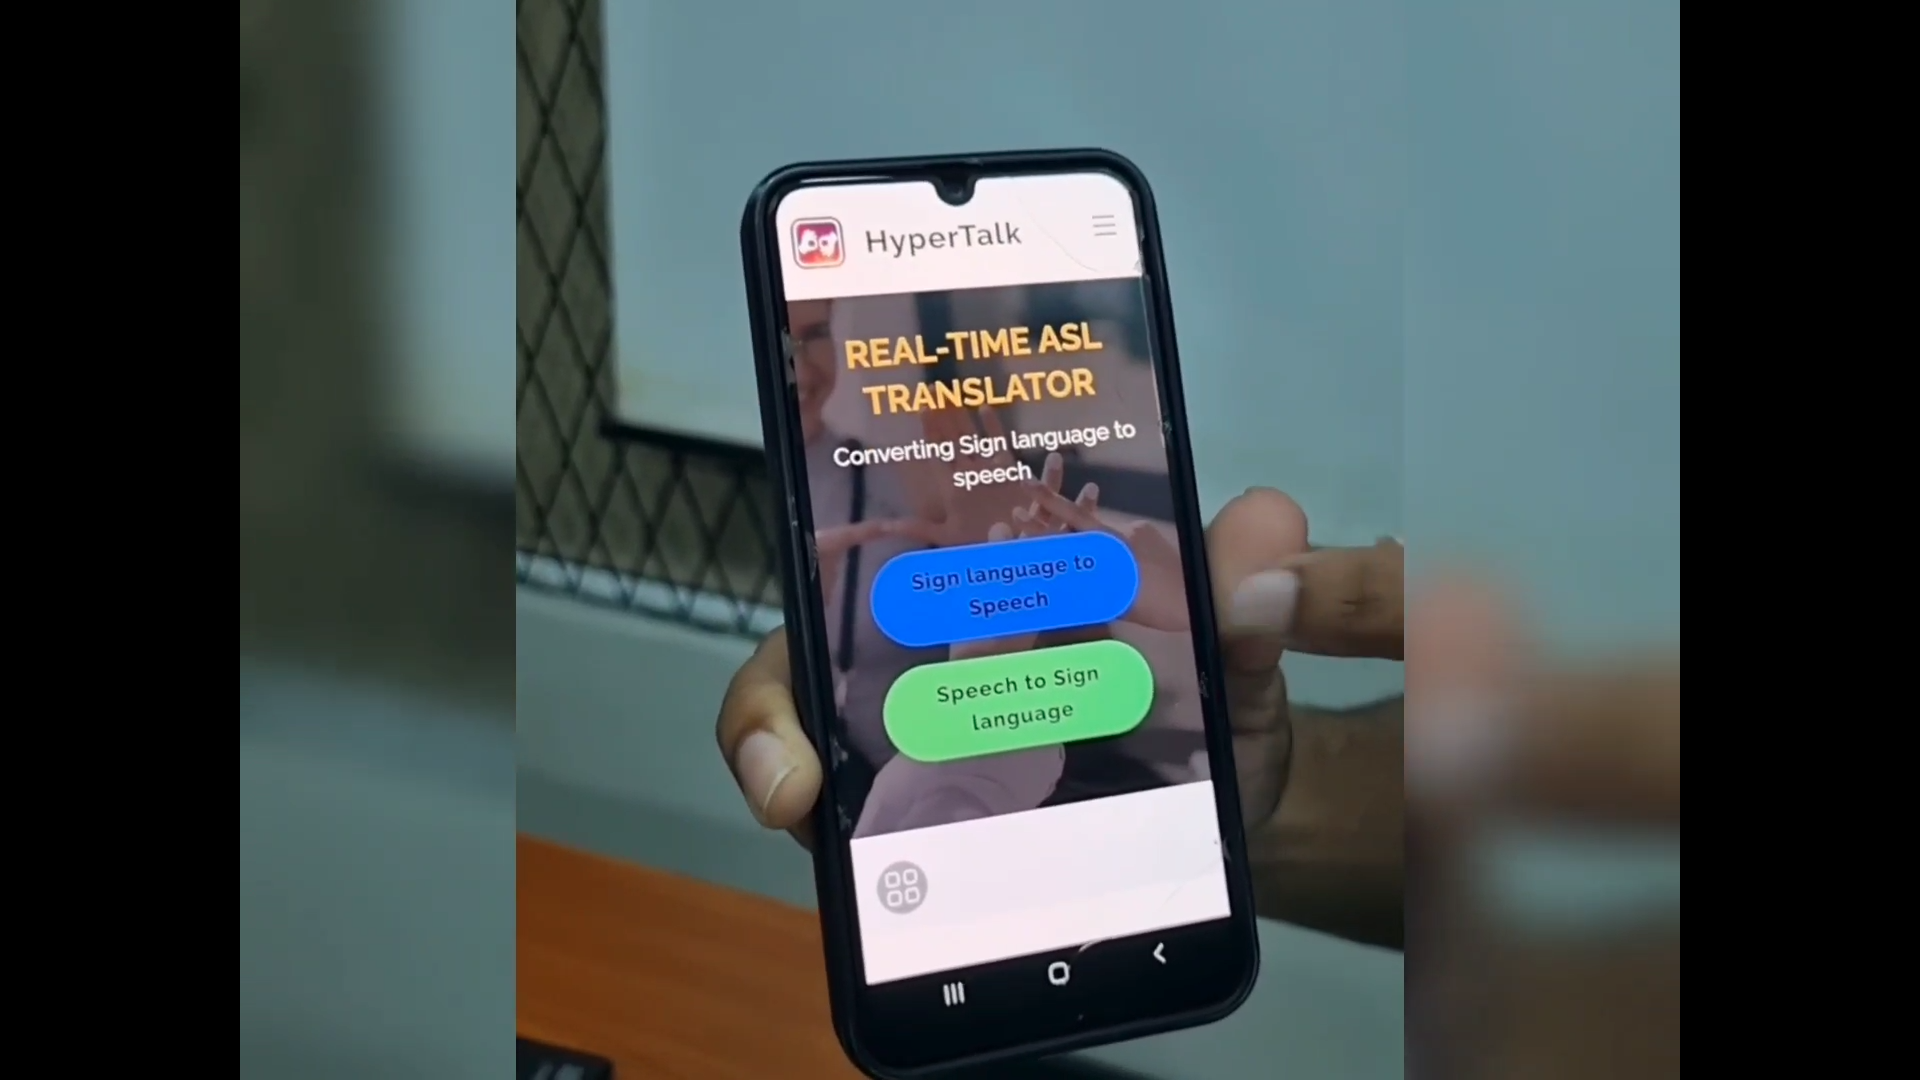 HyperTalk
REAL-TIME ASL
TRANSLATOR
Converting Sign language to
speech
Sign language to
Speech
Speech to Sign
language